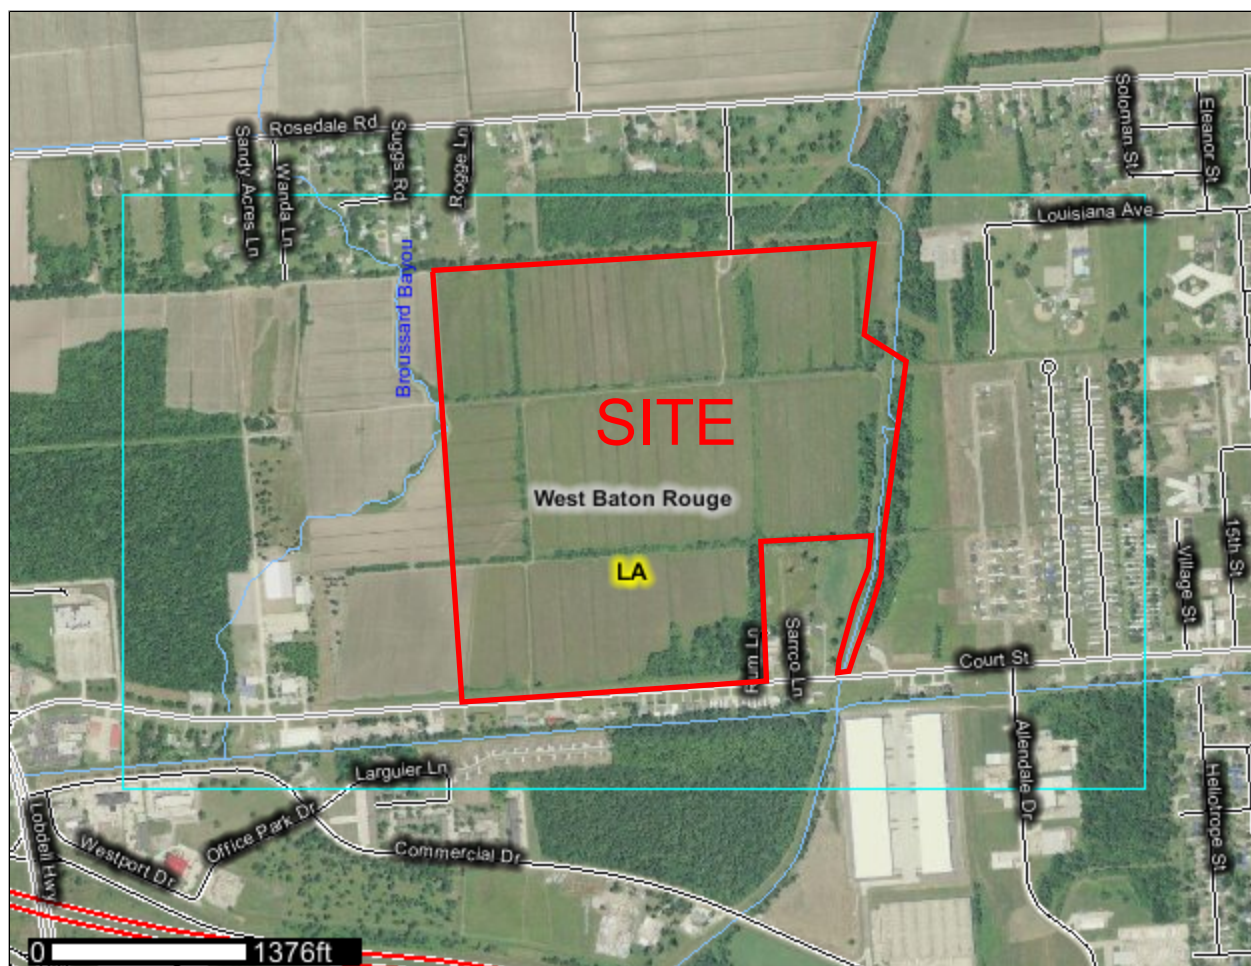 Rosedale Rd
Sandy Acres Ln
Wanda Ln
Suggs Rd
Rogge Ln
Soloman St
Eleanor St
Louisiana Ave
Broussard Bayou
SITE
West Baton Rouge
LA
Village St
15th St
Sarrco Ln
Court St
Allendale Dr
Heliotrope St
Larguier Ln
Office Park Dr
Commercial Dr
Westport Dr
Lobdell Hwy
0 1376ft